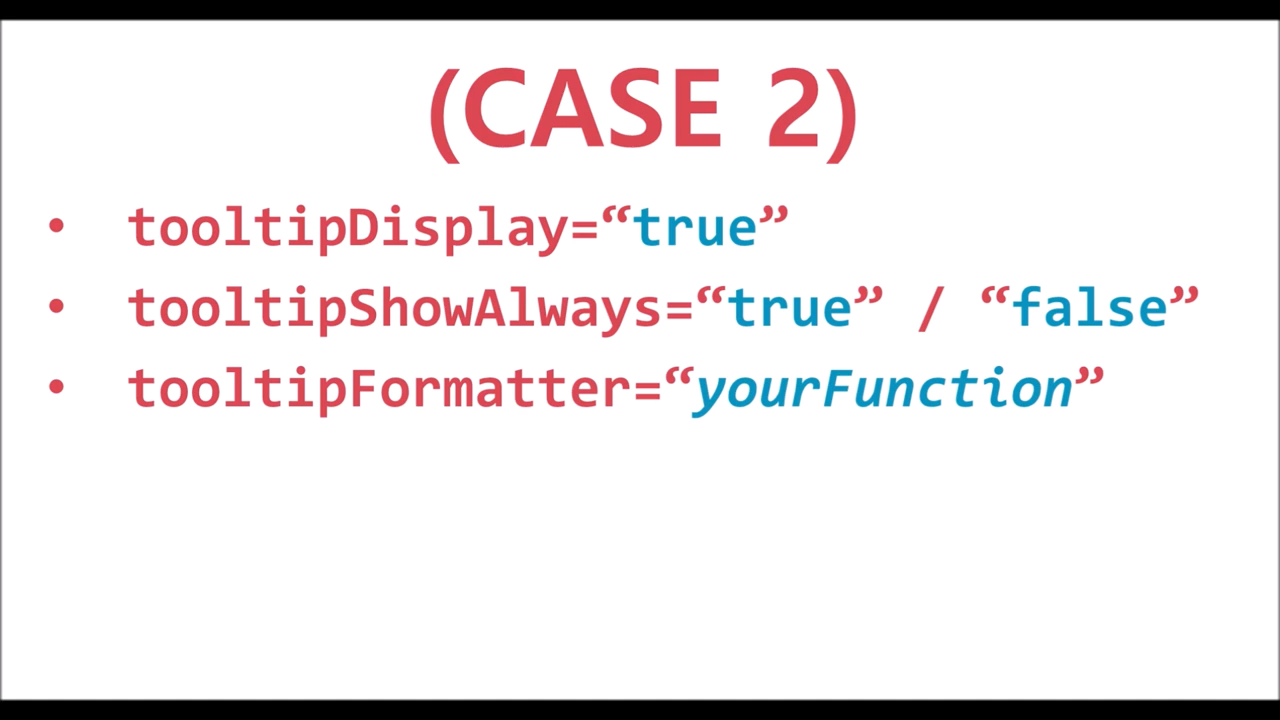 (CASE 2)
• tooltipDisplay=“true”
• tooltipShowAlways=“true” / “false”
• tooltipFormatter=“yourFunction”